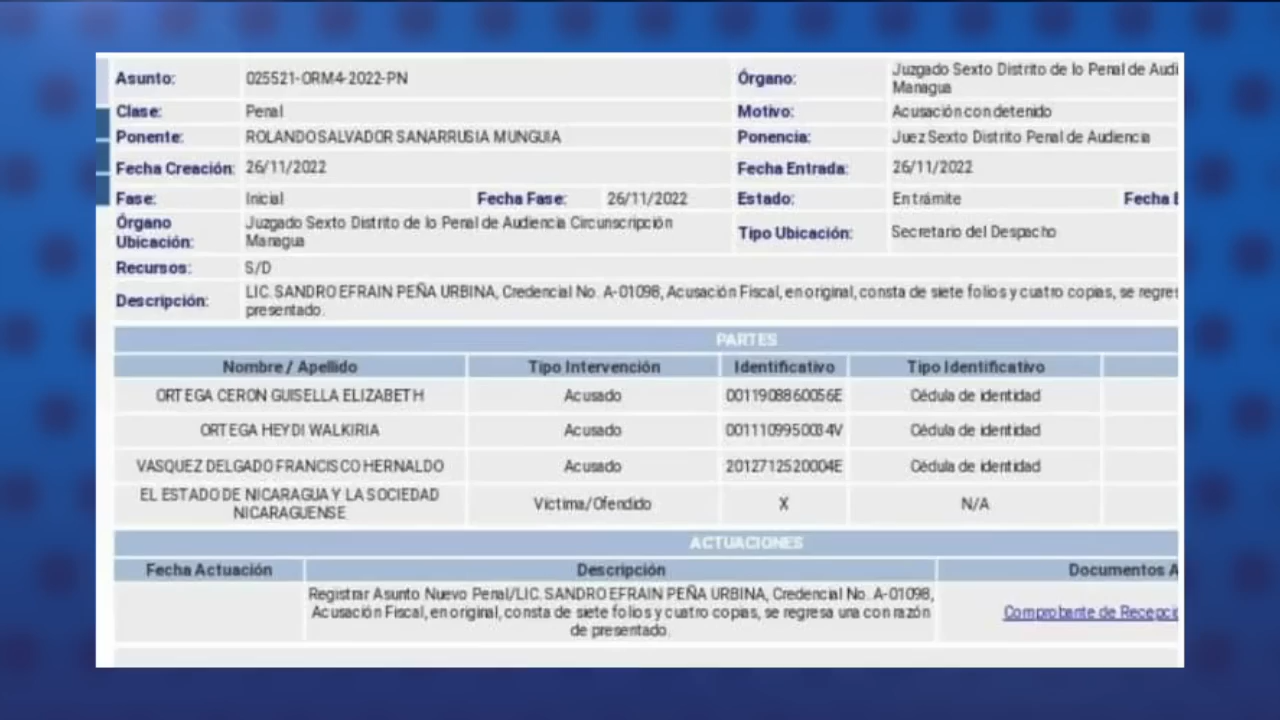 Asunto: 025521-ORM4-2022-PN Órgano: Juzgado Sexto Distrito de lo Penal de Audi
Managua
Clase: Penal Motivo: Acusación con detenido
Ponente: ROLANDO SALVADOR SANARRUSIA MUNGUIA Ponencia: Juez Sexto Distrito Penal de Audiencia
Fecha Creación: 26/11/2022 Fecha Entrada: 26/11/2022
Fase: Inicial Fecha Fase: 26/11/2022 Estado: En trámite Fecha E
Órgano Ubicación: Juzgado Sexto Distrito de lo Penal de Audiencia Circunscripción
Managua Tipo Ubicación: Secretario del Despacho
Recursos: S/D
Descripción: LIC. SANDRO EFRAIN PEÑA URBINA, Credencial No. A-01098, Acusación Fiscal, en original, consta de siete folios y cuatro copias, se regres
presentado.
PARTES
Nombre / Apellido Tipo Intervención Identificativo Tipo Identificativo
ORTEGA CERON GUISELLA ELIZABETH Acusado 0011908860056E Cédula de identidad
ORTEGA HEYDI WALKIRIA Acusado 0011109950034V Cédula de identidad
VASQUEZ DELGADO FRANCISCO HERNALDO Acusado 2012712520004E Cédula de identidad
EL ESTADO DE NICARAGUA Y LA SOCIEDAD
NICARAGUENSE Víctima/Ofendido X N/A
ACTUACIONES
Fecha Actuación Descripción Documentos A
Registrar Asunto Nuevo Penal/LIC. SANDRO EFRAIN PEÑA URBINA, Credencial No. A-01098,
Acusación Fiscal, en original, consta de siete folios y cuatro copias, se regresa una con razón
de presentado.
Comprobante de Recepció